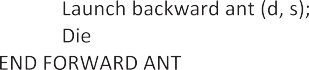 Launch backward ant (d, s);
Die
END FORWARD ANT